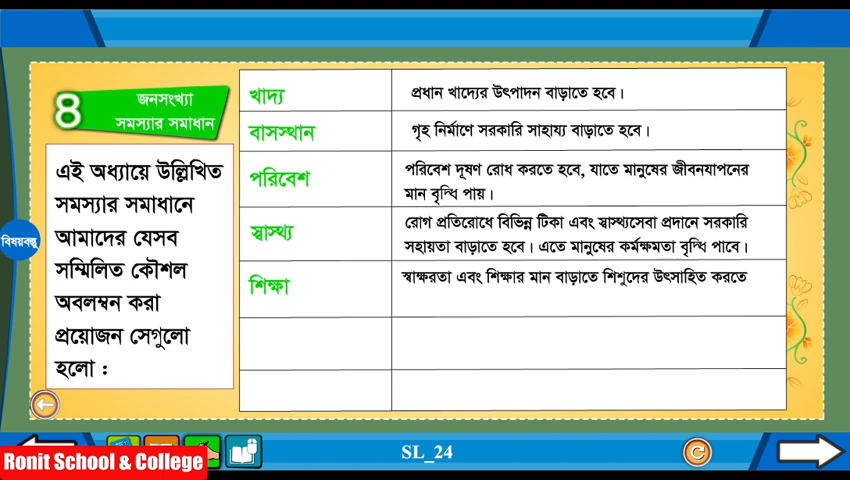 ৪
জনসংখ্যা
সমস্যার সমাধান
এই অধ্যায়ে উল্লিখিত
সমস্যার সমাধানে
আমাদের যেসব
সম্মিলিত কৌশল
অবলম্বন করা
প্রয়োজন সেগুলো
হলো :
খাদ্য
প্রধান খাদ্যের উৎপাদন বাড়াতে হবে।
বাসস্থান
গৃহ নির্মাণে সরকারি সাহায্য বাড়াতে হবে।
পরিবেশ
পরিবেশ দূষণ রোধ করতে হবে, যাতে মানুষের জীবনযাপনের
মান বৃদ্ধি পায়।
স্বাস্থ্য
রোগ প্রতিরোধে বিভিন্ন টিকা এবং স্বাস্থ্যসেবা প্রদানে সরকারি
সহায়তা বাড়াতে হবে। এতে মানুষের কর্মক্ষমতা বৃদ্ধি পাবে।
শিক্ষা
স্বাক্ষরতা এবং শিক্ষার মান বাড়াতে শিশুদের উৎসাহিত করতে
বিষয়বস্তু
SL_24
Ronit School & College